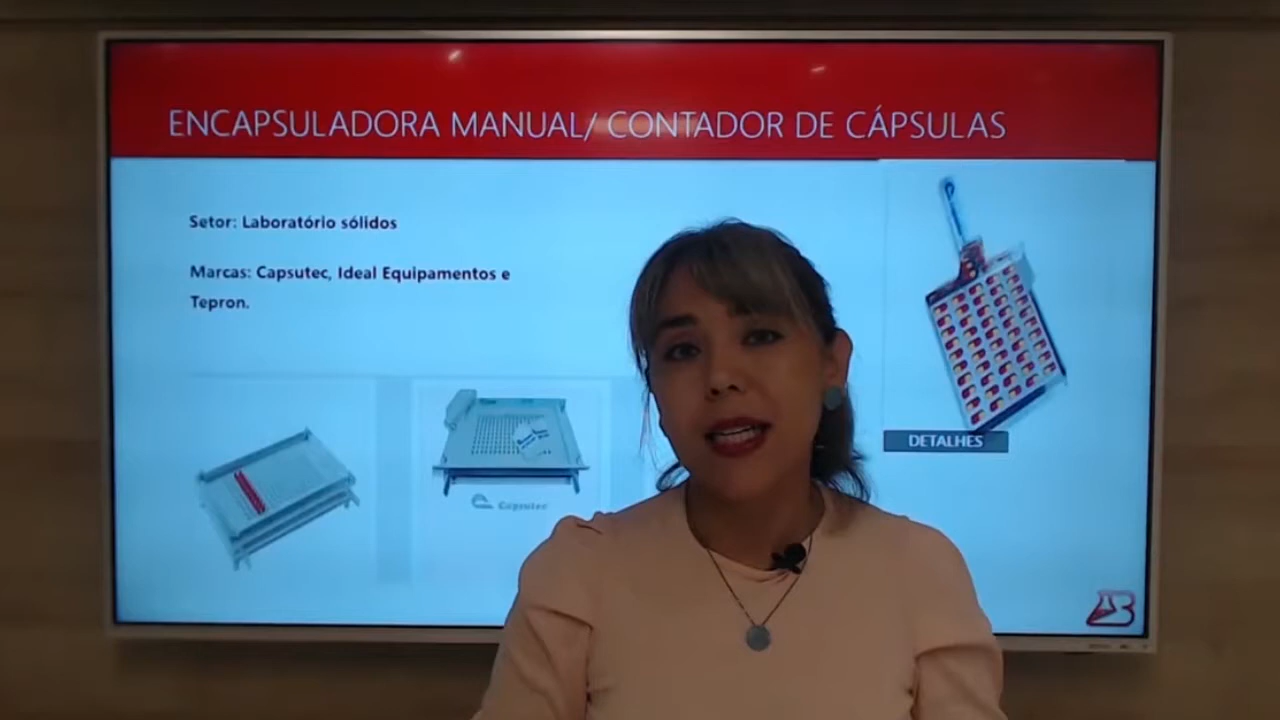 ENCAPSULADORA MANUAL/ CONTADOR DE CÁPSULAS
Setor: Laboratório sólidos
Marcas: Capsutec, Ideal Equipamentos e
Tepron.
Capsutec
DETALHES